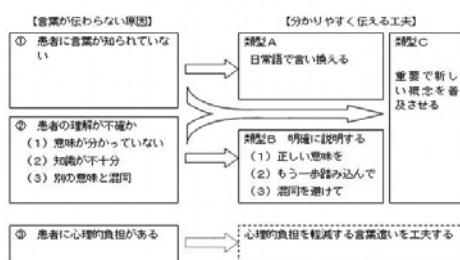 【言葉が伝わらない原因】
【分かりやすく伝える工夫】
① 患者に言葉が知られていな
い
類型A
日常語で言い換える
類型C
重要で新し
い概念を普
及させる
② 患者の理解が不確か
(1)意味が分かっていない
(2)知識が不十分
(3)別の意味と混同
類型B 明確に説明する
(1)正しい意味を
(2)もう一歩踏み込んで
(3)混同を避けて
③ 患者に心理的負担がある
心理的負担を軽減する言葉遣いを工夫する